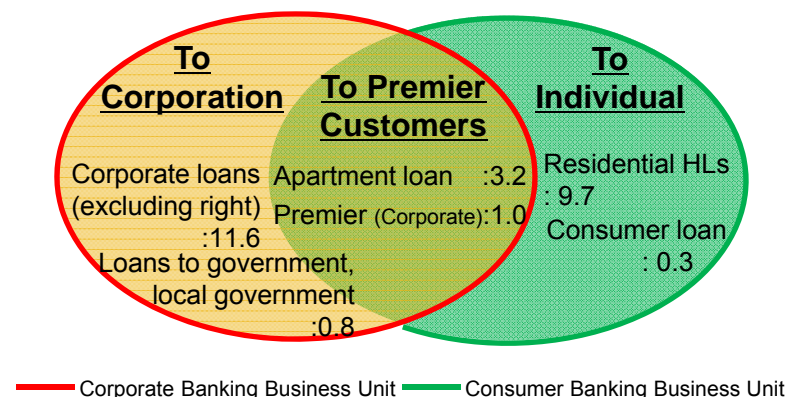 To
Corporation
To Premier
Customers
To
Individual
Corporate loans
(excluding right)
:11.6
Loans to government,
local government
:0.8
Apartment loan :3.2
Premier (Corporate):1.0
Residential HLs
: 9.7
Consumer loan
: 0.3
Corporate Banking Business Unit
Consumer Banking Business Unit